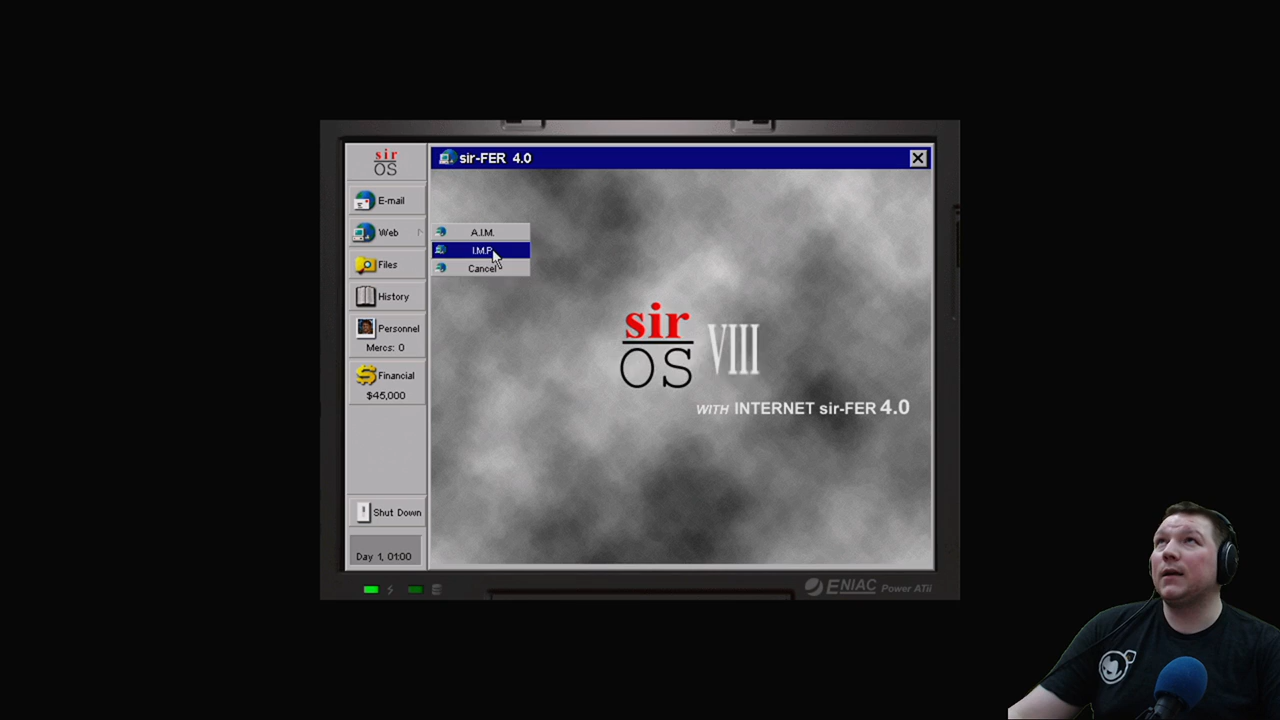 sir
OS
E-mail
Web
Files
History
Personnel
Mercs: 0
Financial
$45,000
Shut Down
Day 1, 01:00
sir-FER 4.0
A.I.M.
I.M.P.
Cancel
sir
OS VIII
WITH INTERNET sir-FER 4.0
ENIAC Power ATii